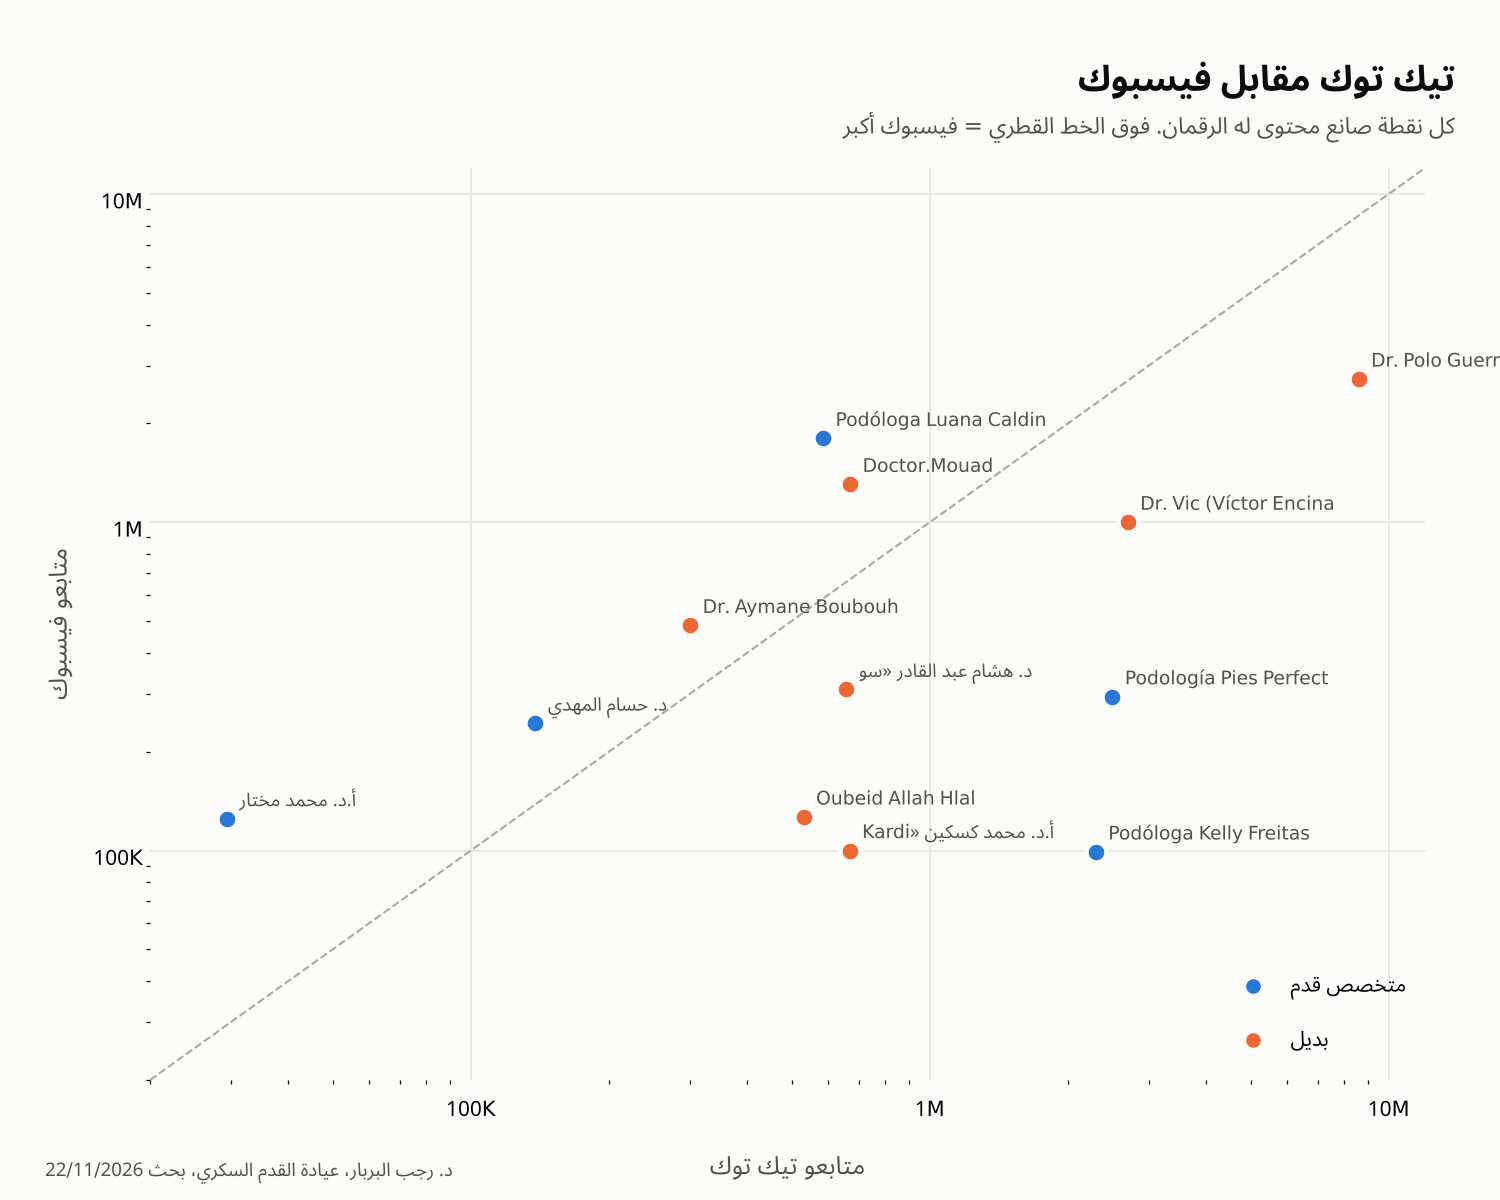 تيك توك مقابل فيسبوك
كل نقطة صانع محتوى له الرقمان. فوق الخط القطري = فيسبوك أكبر
10M
Dr. Polo Guerr
Podóloga Luana Caldin
Doctor.Mouad
Dr. Vic (Víctor Encina
1M
متابعو فيسبوك
Dr. Aymane Boubouh
د. هشام عبد القادر «سو
Podología Pies Perfect
د. حسام المهدي
أ.د. محمد مختار
Oubeid Allah Hlal
أ.د. محمد كسكين «Kardi
Podóloga Kelly Freitas
100K
متخصص قدم
بديل
100K
1M
10M
متابعو تيك توك
د. رجب البربار، عيادة القدم السكري، بحث 22/11/2026